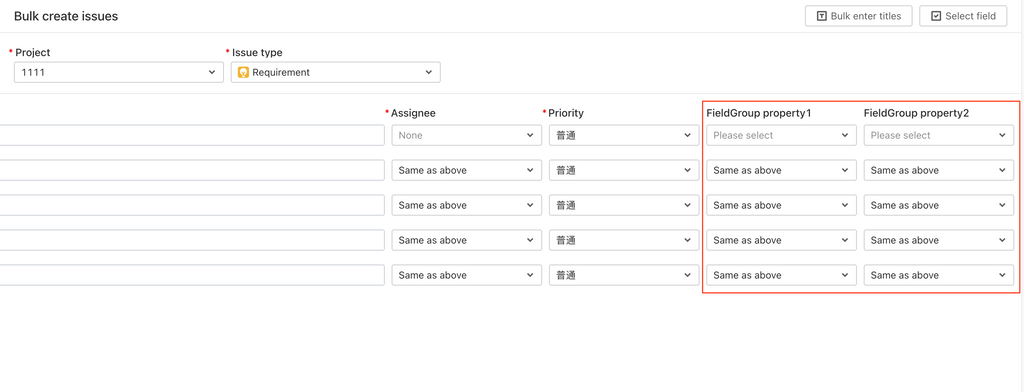 Bulk create issues
Bulk enter titles
Select field
* Project
* Issue type
1111
Requirement
* Assignee
* Priority
FieldGroup property1
FieldGroup property2
None
普通
Please select
Please select
Same as above
普通
Same as above
Same as above
Same as above
普通
Same as above
Same as above
Same as above
普通
Same as above
Same as above
Same as above
普通
Same as above
Same as above